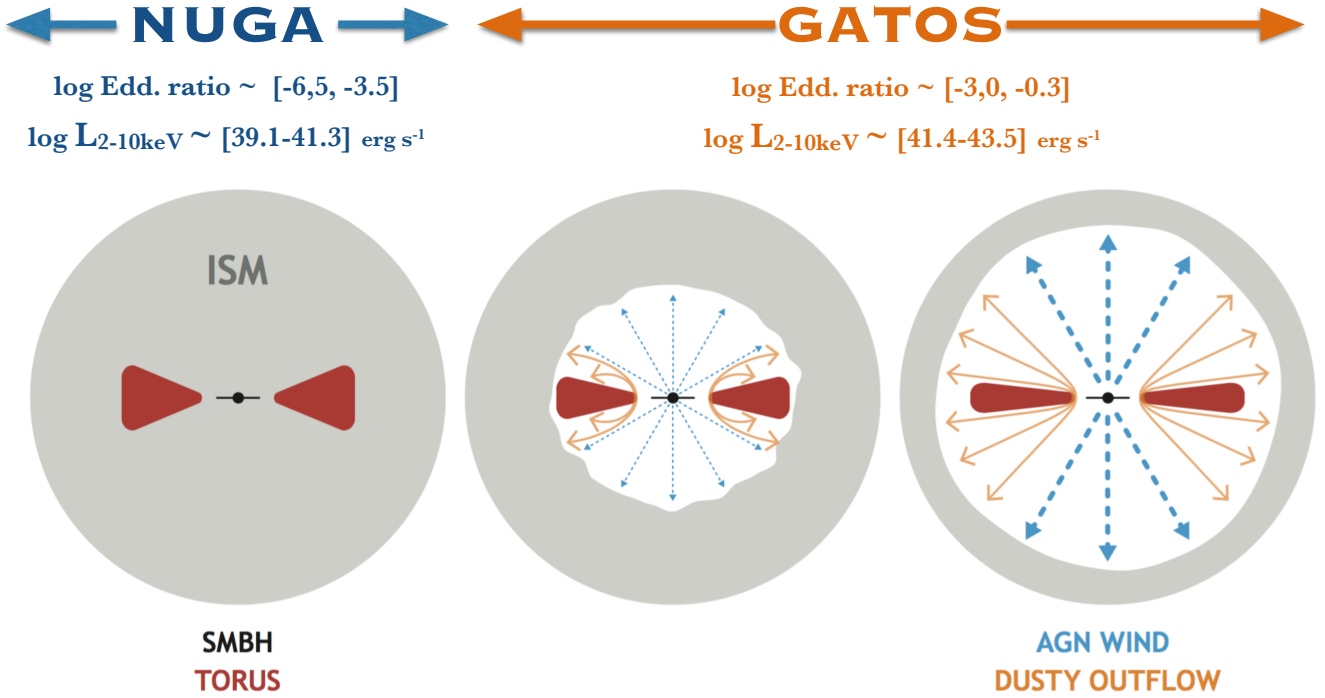 NUGA
GATOS
log Edd. ratio ~ [-6,5, -3.5]
log L2-10keV ~ [39.1-41.3] erg s-1
log Edd. ratio ~ [-3,0, -0.3]
log L2-10keV ~ [41.4-43.5] erg s-1
ISM
SMBH
TORUS
AGN WIND
DUSTY OUTFLOW